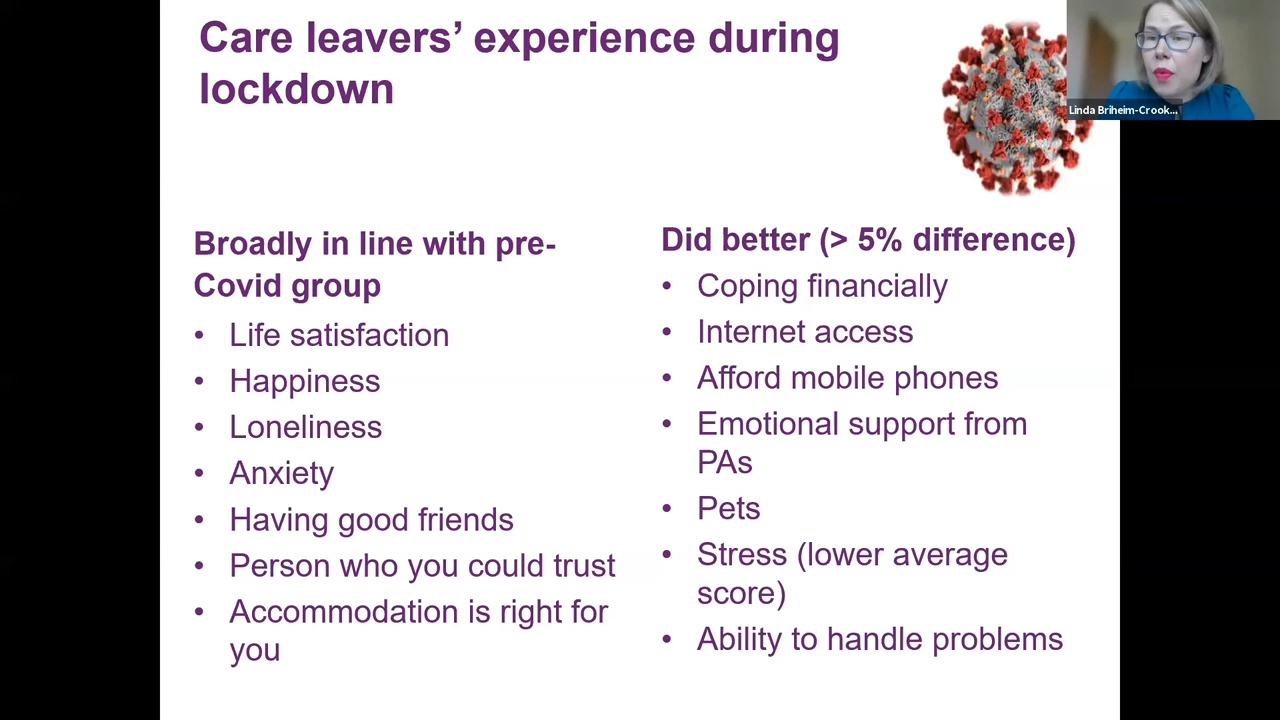 Care leavers’ experience during
lockdown
Linda Briheim-Crook...
Broadly in line with pre-
Covid group
• Life satisfaction
• Happiness
• Loneliness
• Anxiety
• Having good friends
• Person who you could trust
• Accommodation is right for
you
Did better (> 5% difference)
• Coping financially
• Internet access
• Afford mobile phones
• Emotional support from
PAs
• Pets
• Stress (lower average
score)
• Ability to handle problems